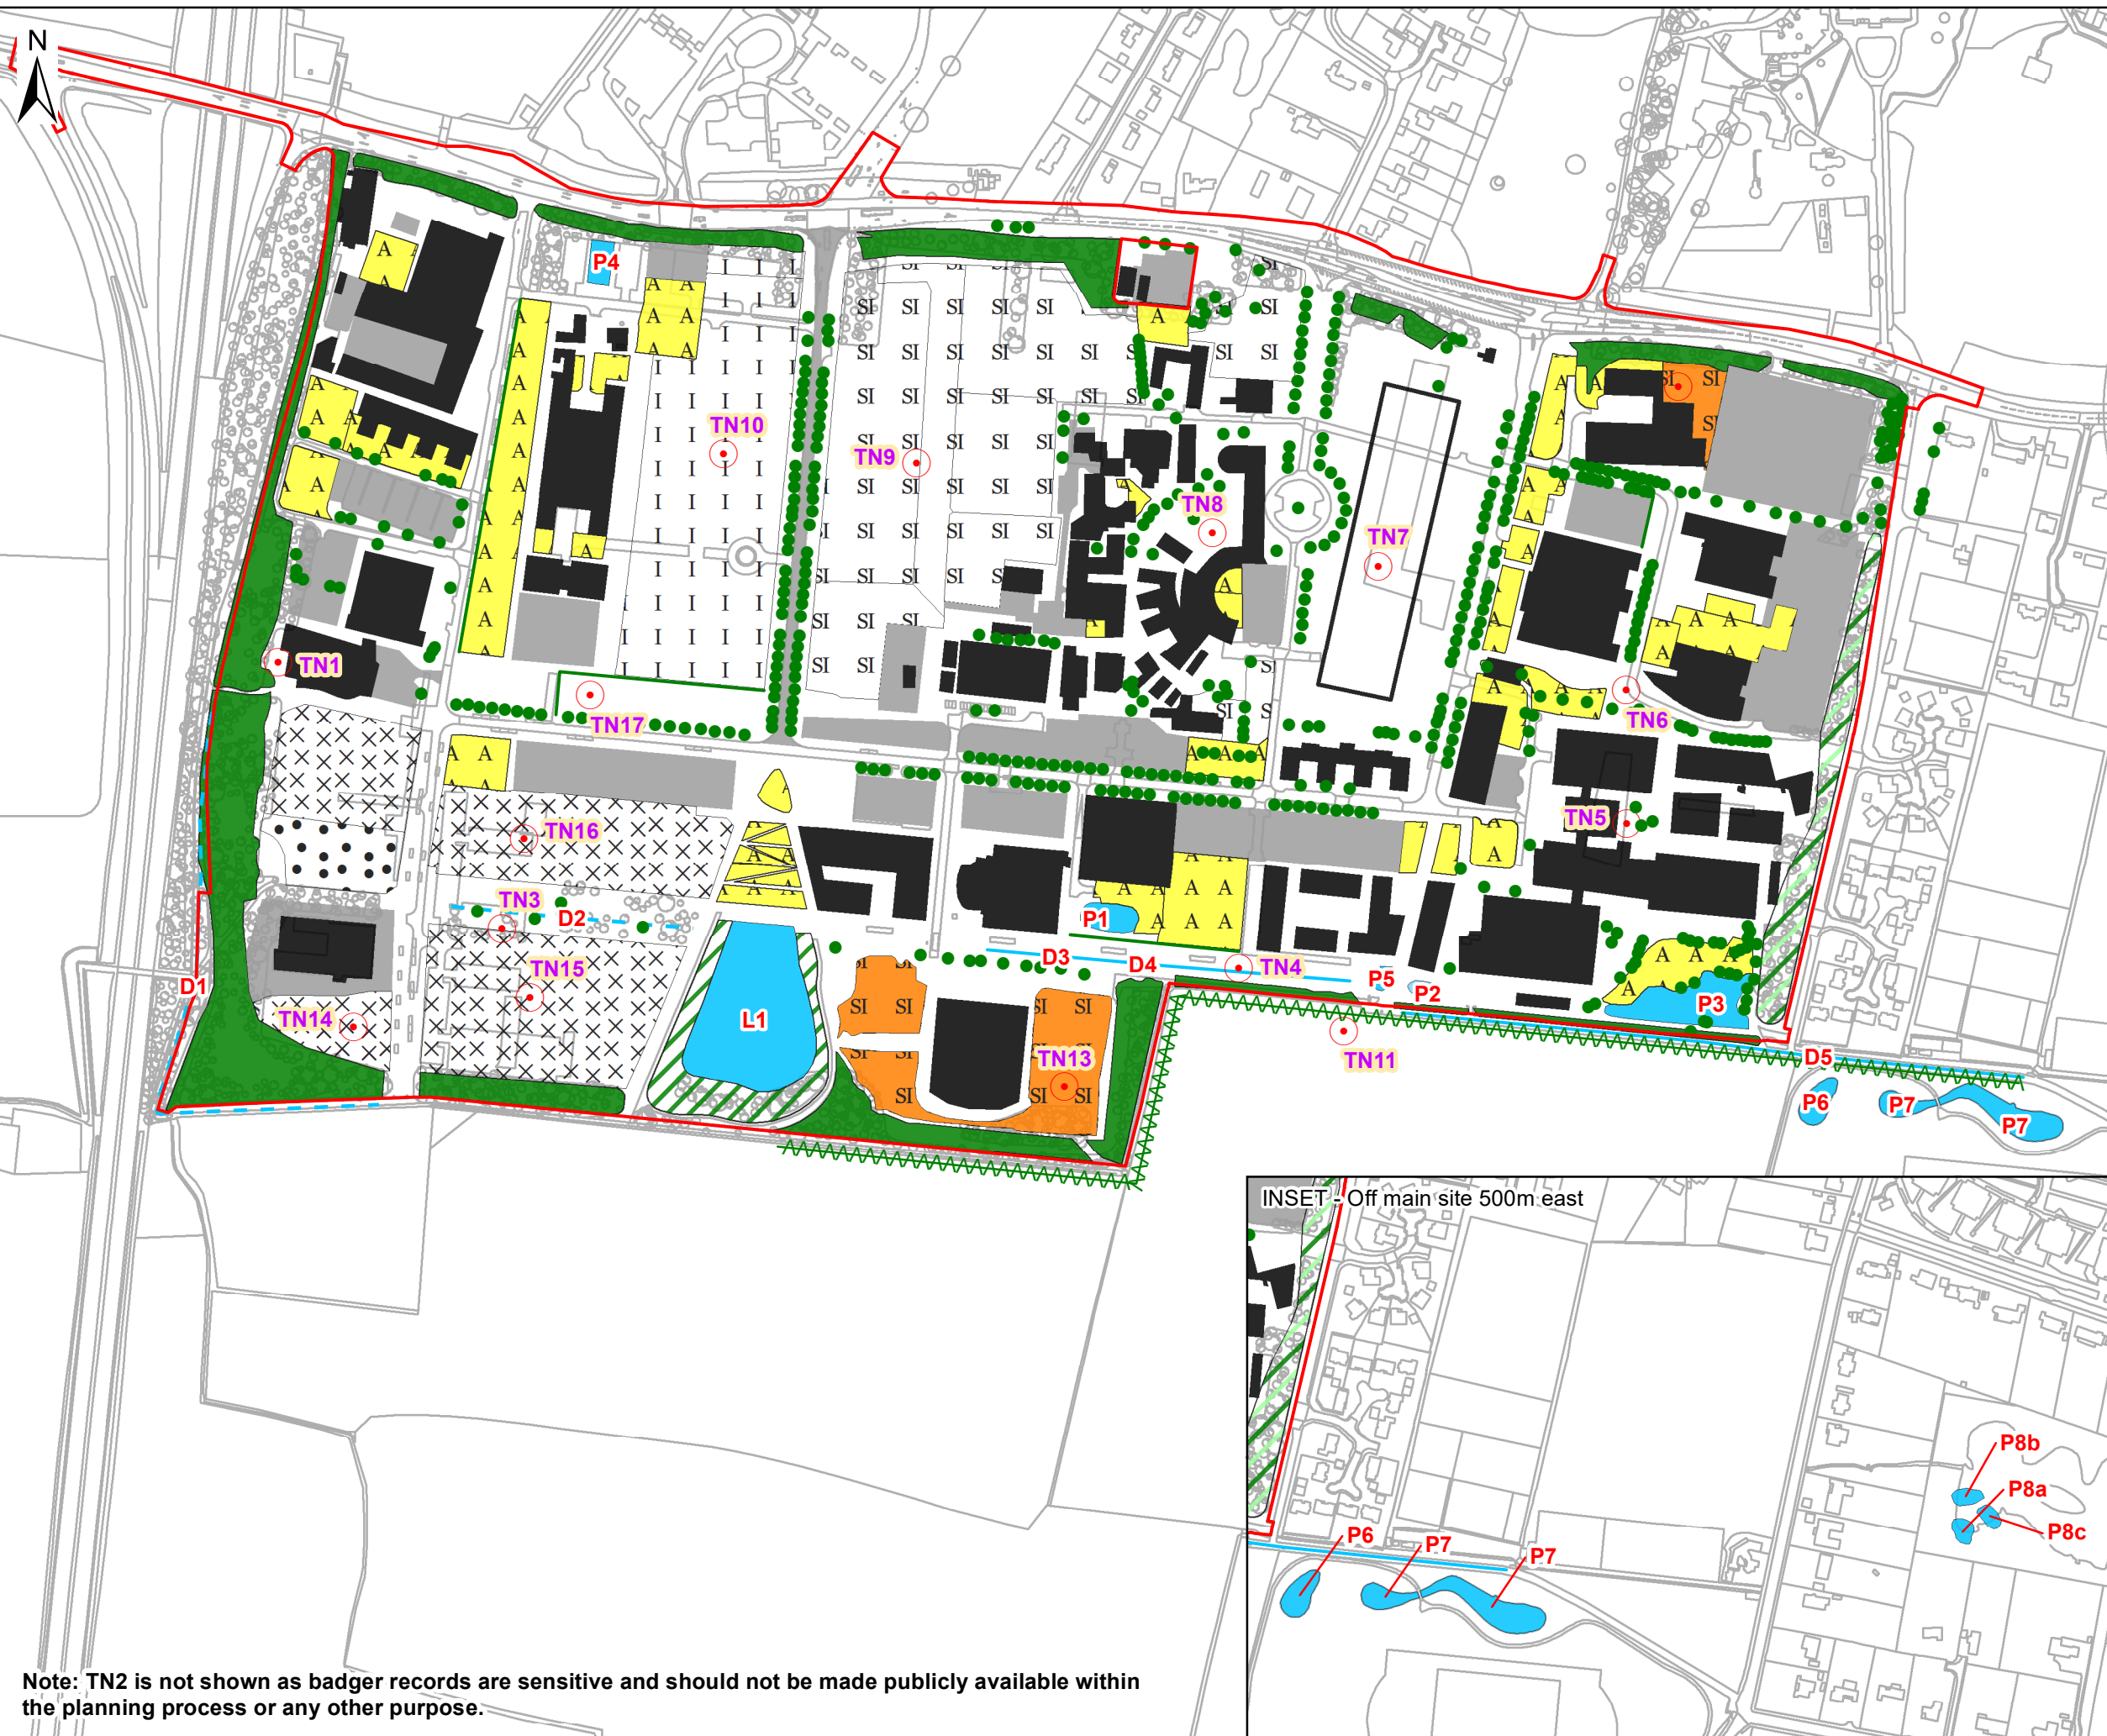 N
P4
TN10
TN9
TN8
TN7
TN1
TN17
TN6
TN16
TN5
TN3
D2
P1
D3
D4
TN4
P5
P2
P3
TN15
D1
TN14
L1
TN13
TN11
D5
P6
P7
P7
INSET - Off main site 500m east
P8b
P8a
P8c
P6
P7
P7
Note: TN2 is not shown as badger records are sensitive and should not be made publicly available within
the planning process or any other purpose.